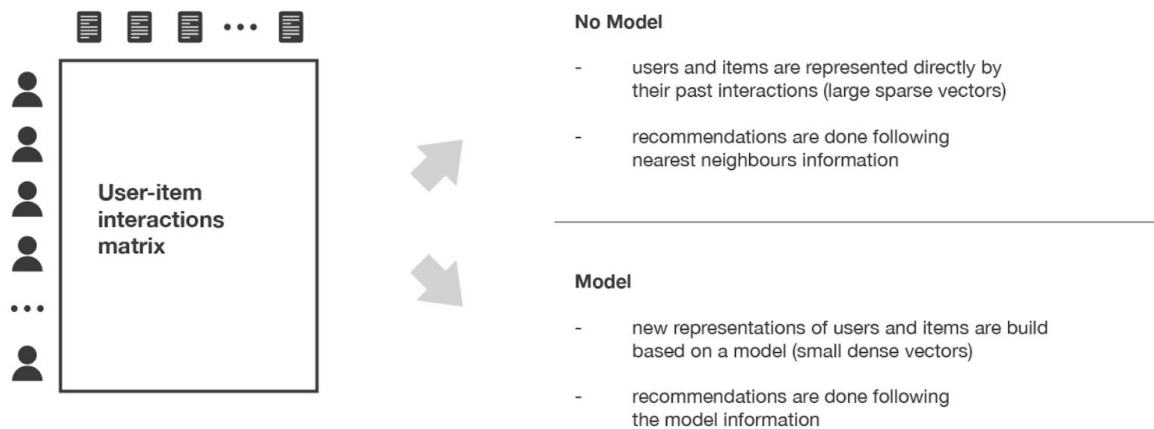 User-item
interactions
matrix
No Model
- users and items are represented directly by
their past interactions (large sparse vectors)
- recommendations are done following
nearest neighbours information
Model
- new representations of users and items are build
based on a model (small dense vectors)
- recommendations are done following
the model information